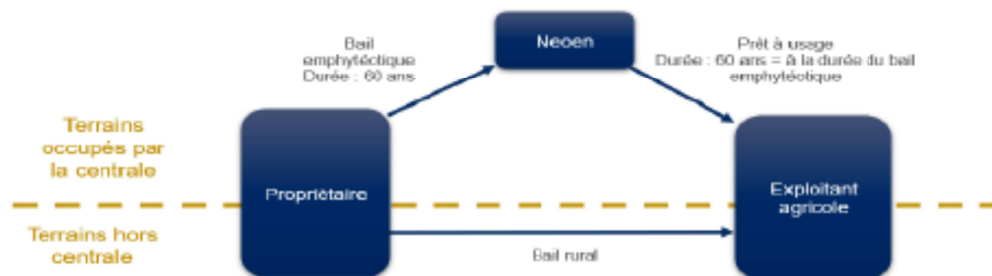 Neoen
Bail
emphytéotique
Durée : 60 ans
Prêt à usage
Durée : 60 ans = à la durée du bail
emphytéotique
Terrains
occupés par
la centrale
Propriétaire
Exploitant
agricole
Terrains hors
centrale
Bail rural